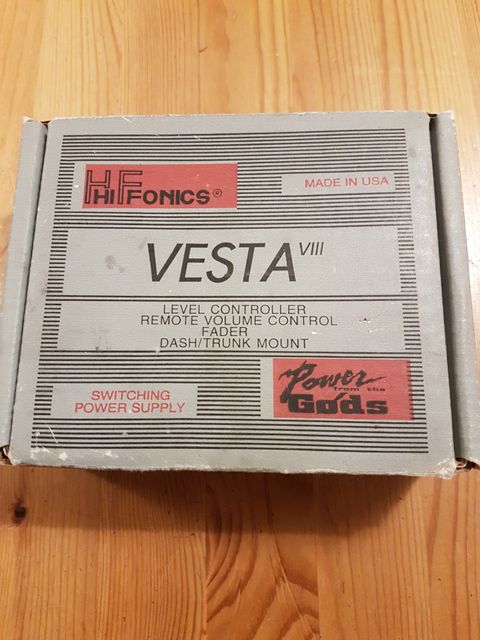 HIFONICS®
MADE IN USA
VESTA VIII
LEVEL CONTROLLER
REMOTE VOLUME CONTROL
FADER
DASH/TRUNK MOUNT
SWITCHING
POWER SUPPLY
Power
from the
Gods